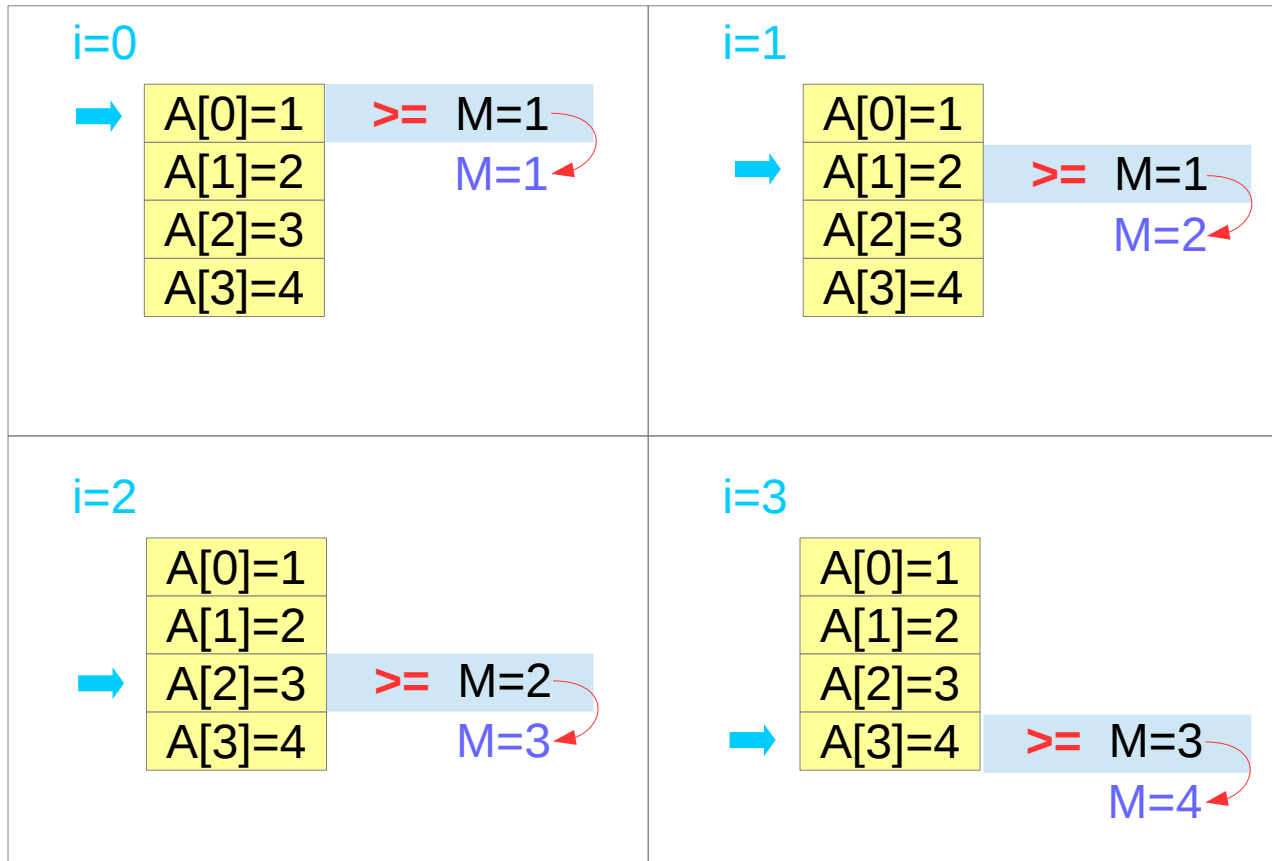 i=0
A[0]=1 >= M=1
A[1]=2 M=1
A[2]=3
A[3]=4
i=1
A[0]=1
A[1]=2 >= M=1
A[2]=3 M=2
A[3]=4
i=2
A[0]=1
A[1]=2
A[2]=3 >= M=2
A[3]=4 M=3
i=3
A[0]=1
A[1]=2
A[2]=3
A[3]=4 >= M=3
M=4